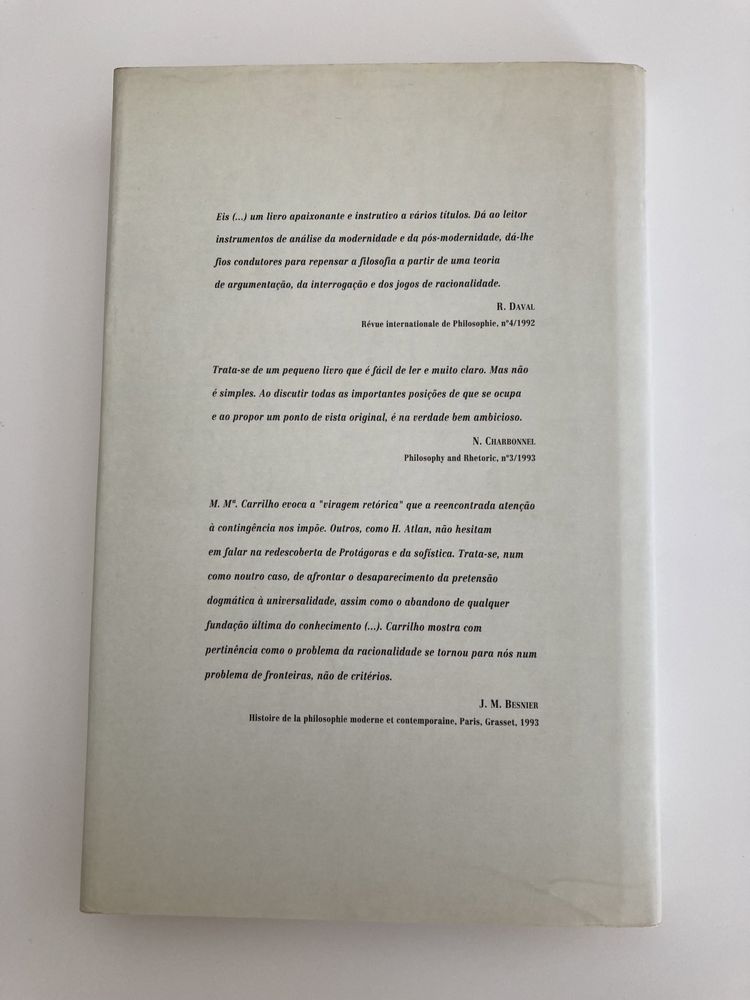 Eis (...) um livro apaixonante e instrutivo a vários títulos. Dá ao leitor
instrumentos de análise da modernidade e da pós-modernidade, dá-lhe
fios condutores para repensar a filosofia a partir de uma teoria
de argumentação, da interrogação e dos jogos de racionalidade.
R. DAVAL
Révue internationale de Philosophie, nº4/1992
Trata-se de um pequeno livro que é fácil de ler e muito claro. Mas não
é simples. Ao discutir todas as importantes posições de que se ocupa
e ao propor um ponto de vista original, é na verdade bem ambicioso.
N. CHARBONNEL
Philosophy and Rhetoric, nº3/1993
M. Mª. Carrilho evoca a "viragem retórica" que a reencontrada atenção
à contingência nos impõe. Outros, como H. Atlan, não hesitam
em falar na redescoberta de Protágoras e da sofística. Trata-se, num
como noutro caso, de afrontar o desaparecimento da pretensão
dogmática à universalidade, assim como o abandono de qualquer
fundação última do conhecimento (...). Carrilho mostra com
pertinência como o problema da racionalidade se tornou para nós num
problema de fronteiras, não de critérios.
J. M. BESNIER
Histoire de la philosophie moderne et contemporaine, Paris, Grasset, 1993